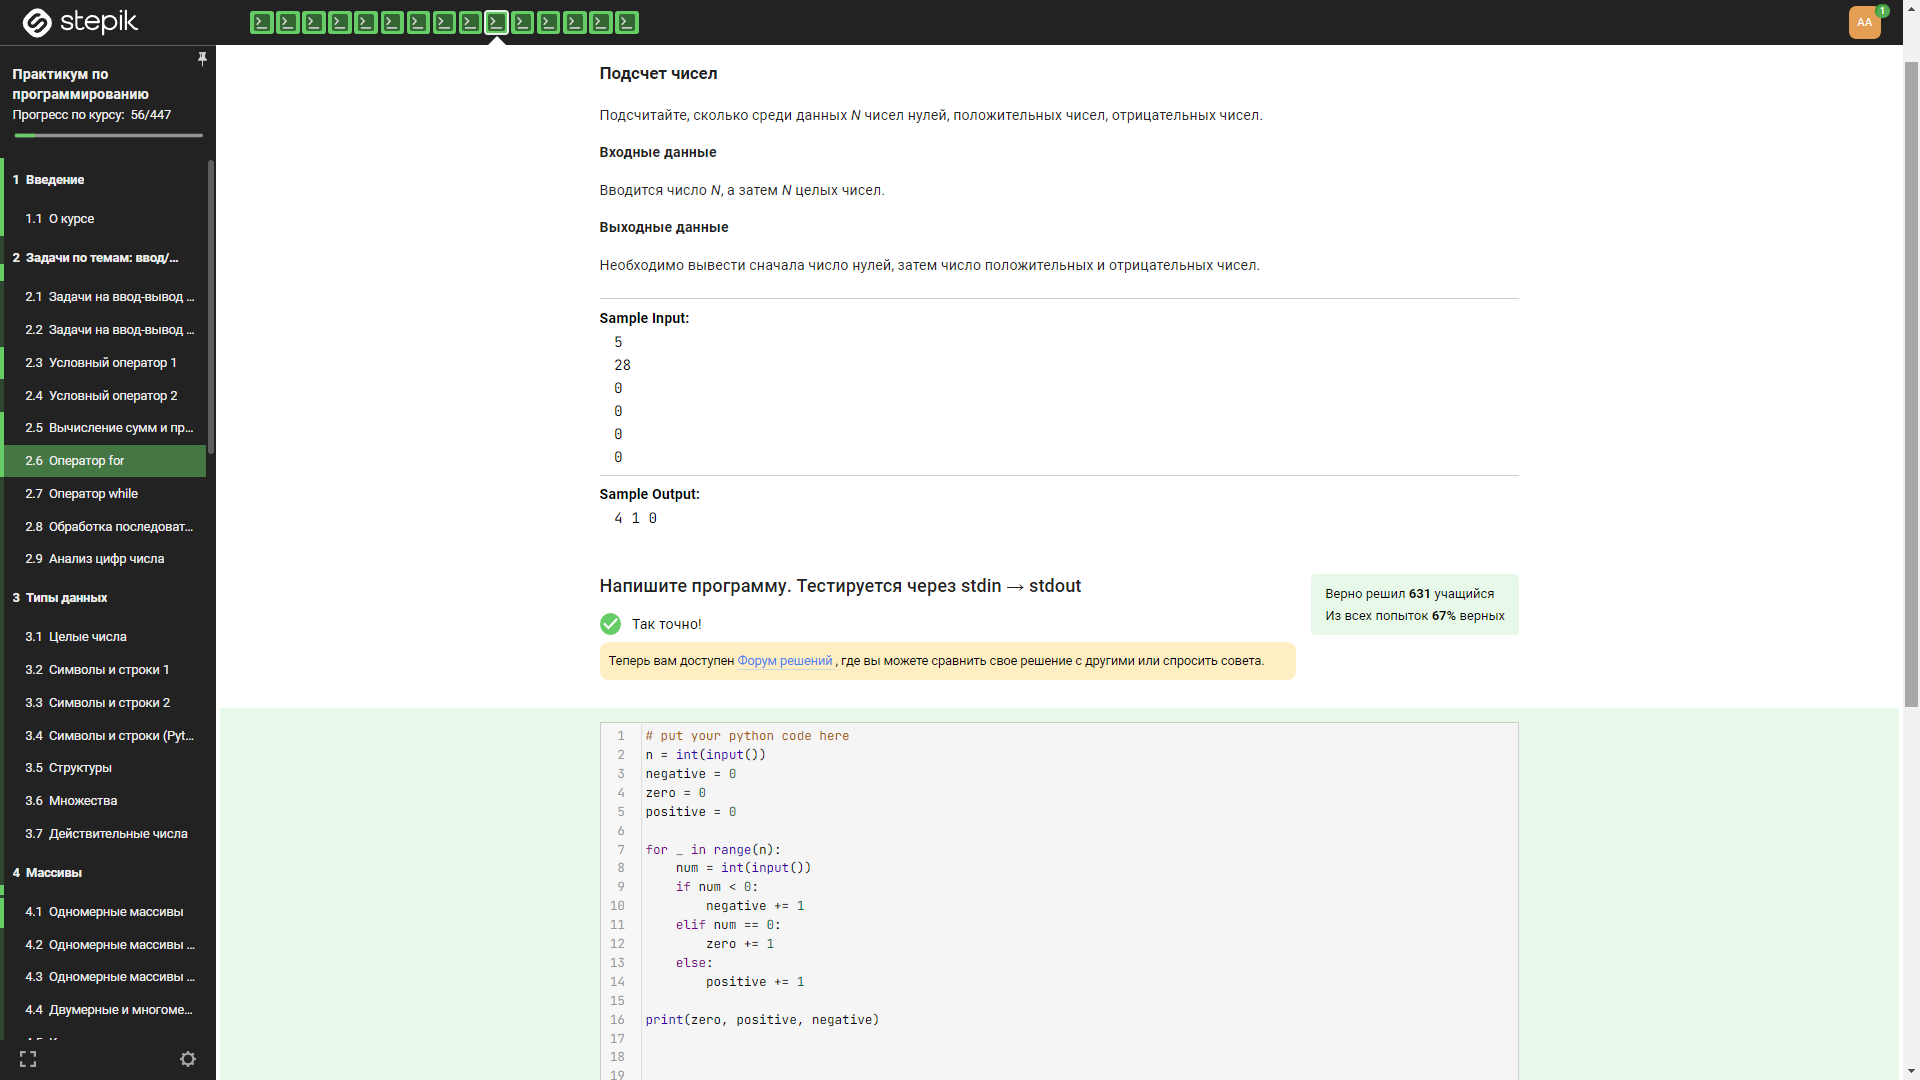 stepik
AA
1
Практикум по
программированию
Прогресс по курсу: 56/447
1 Введение
1.1 О курсе
2 Задачи по темам: ввод/...
2.1 Задачи на ввод-вывод ...
2.2 Задачи на ввод-вывод ...
2.3 Условный оператор 1
2.4 Условный оператор 2
2.5 Вычисление сумм и пр...
2.6 Оператор for
2.7 Оператор while
2.8 Обработка последоват...
2.9 Анализ цифр числа
3 Типы данных
3.1 Целые числа
3.2 Символы и строки 1
3.3 Символы и строки 2
3.4 Символы и строки (Pyt...
3.5 Структуры
3.6 Множества
3.7 Действительные числа
4 Массивы
4.1 Одномерные массивы
4.2 Одномерные массивы ...
4.3 Одномерные массивы ...
4.4 Двумерные и многоме...
Подсчет чисел
Подсчитайте, сколько среди данных N чисел нулей, положительных чисел, отрицательных чисел.
Входные данные
Вводится число N, а затем N целых чисел.
Выходные данные
Необходимо вывести сначала число нулей, затем число положительных и отрицательных чисел.
Sample Input:
5
28
0
0
0
0
Sample Output:
4 1 0
Напишите программу. Тестируется через stdin → stdout
Верно решил 631 учащийся
Из всех попыток 67% верных
Так точно!
Теперь вам доступен Форум решений , где вы можете сравнить свое решение с другими или спросить совета.
1 # put your python code here
2 n = int(input())
3 negative = 0
4 zero = 0
5 positive = 0
6
7 for _ in range(n):
8     num = int(input())
9     if num < 0:
10         negative += 1
11     elif num == 0:
12         zero += 1
13     else:
14         positive += 1
15
16 print(zero, positive, negative)
17
18
19